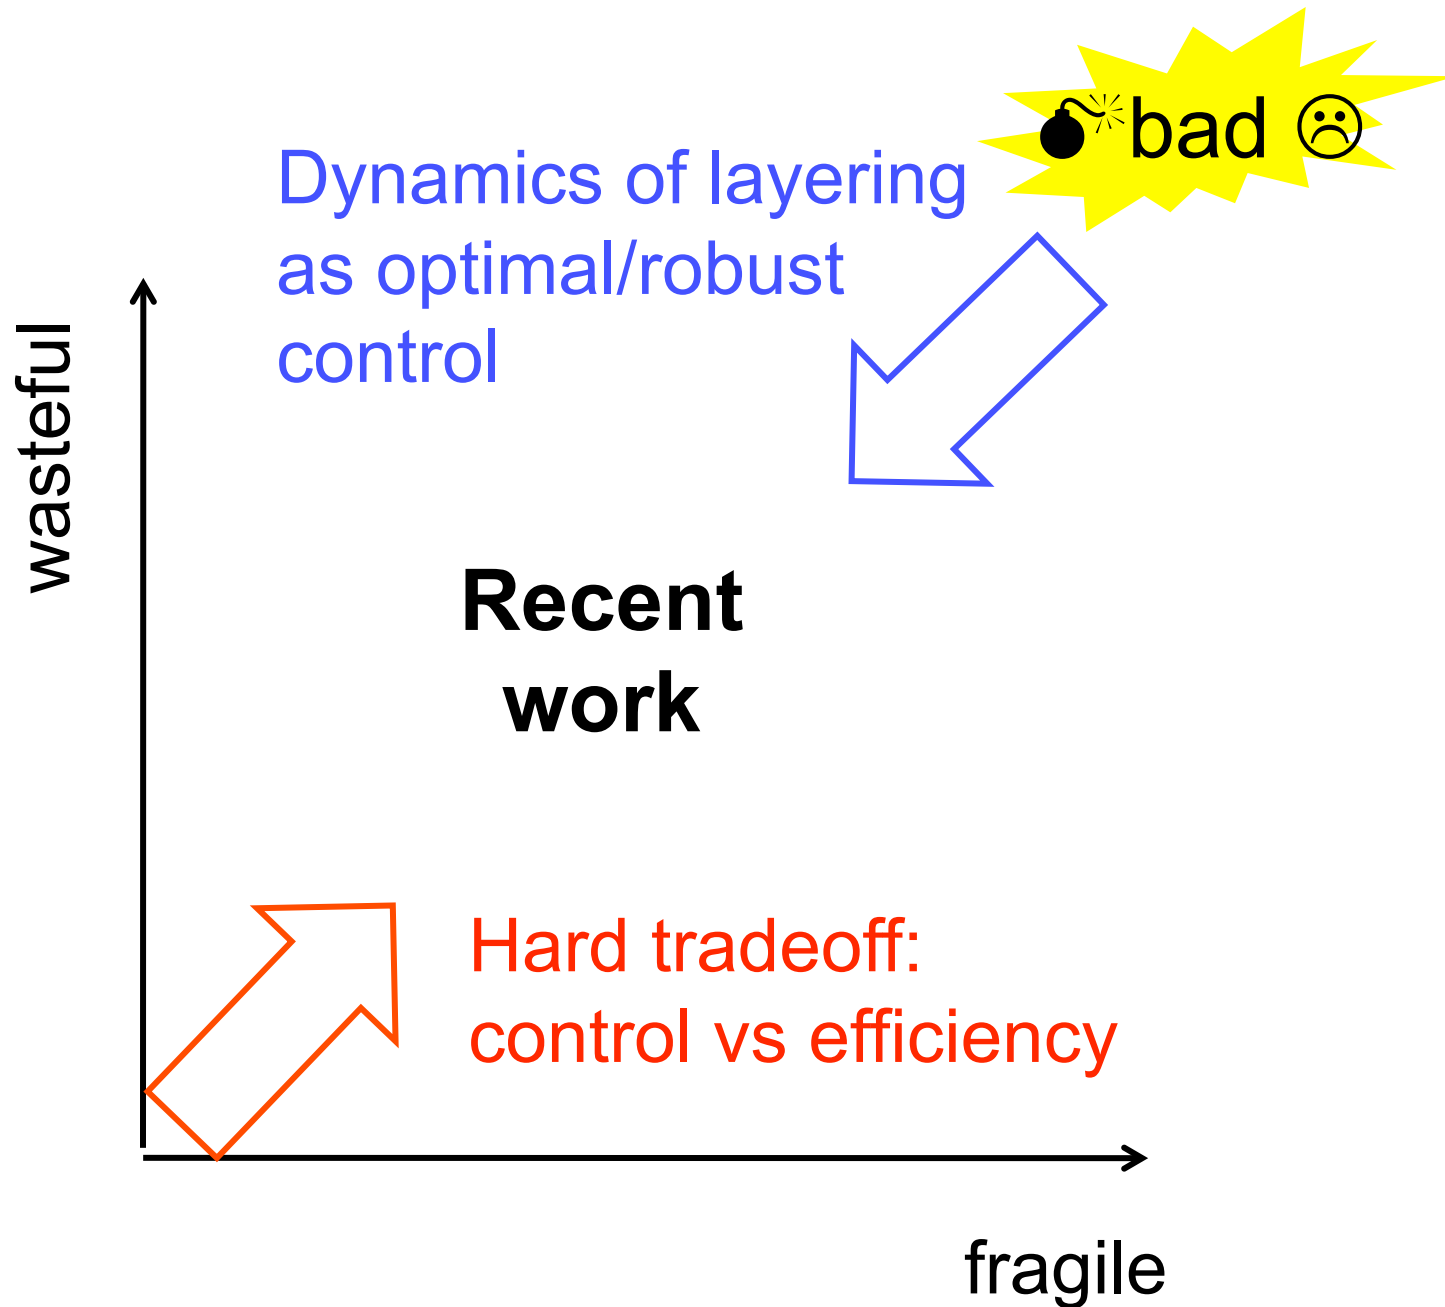 💣bad ☹
Dynamics of layering
as optimal/robust
control
wasteful
Recent
work
Hard tradeoff:
control vs efficiency
fragile